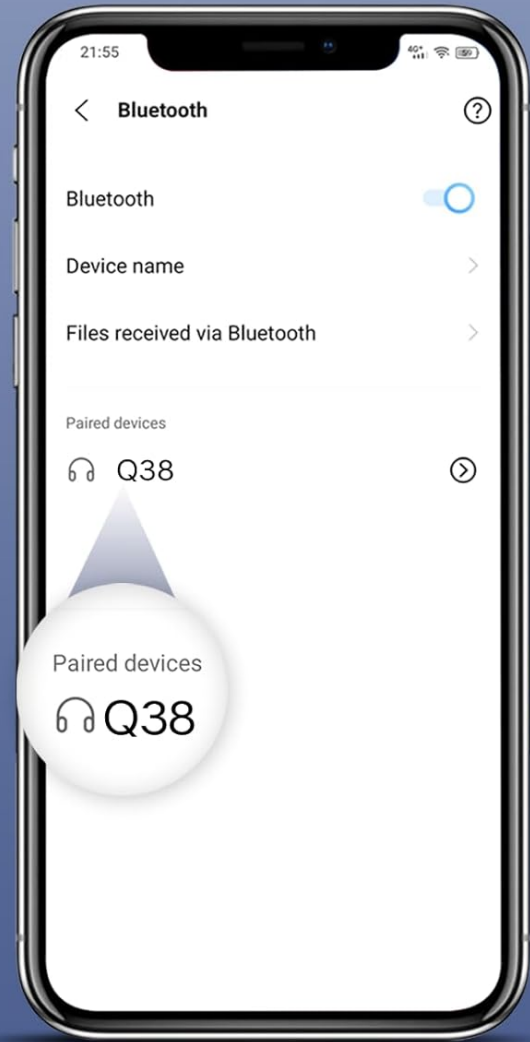 21:55
4G+
Bluetooth
Bluetooth
Device name
Files received via Bluetooth
Paired devices
Q38
Paired devices
Q38